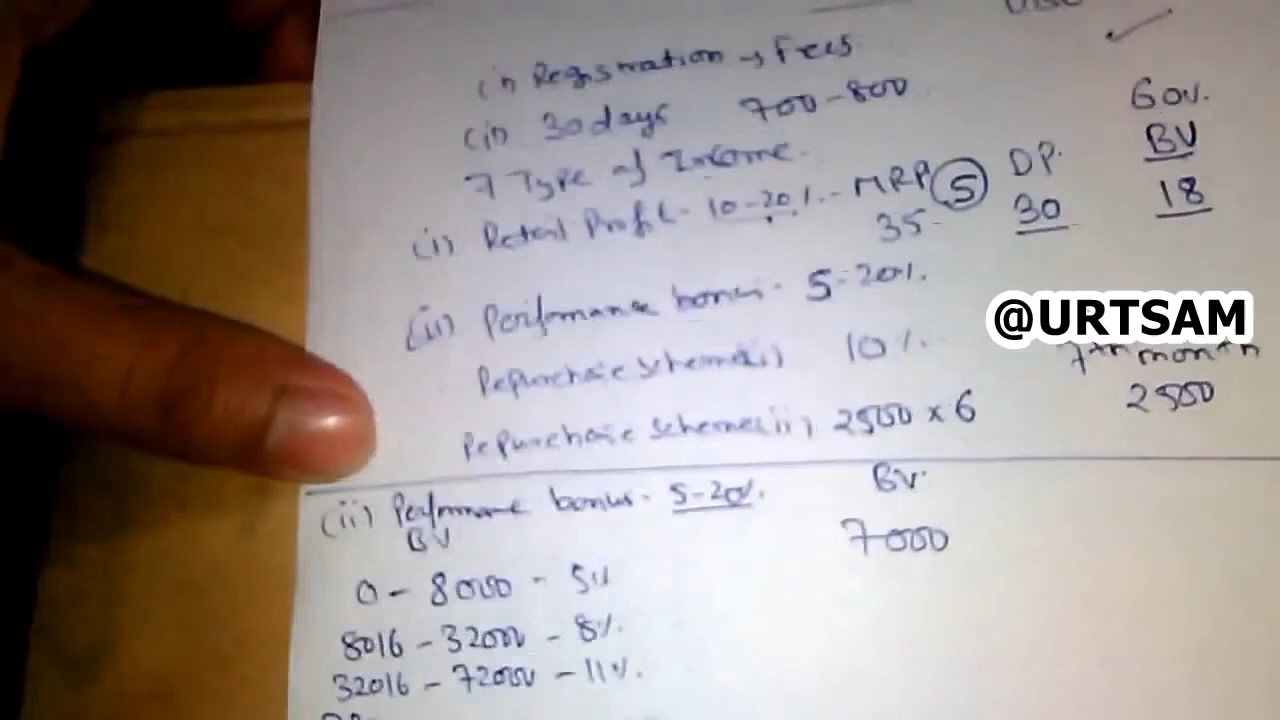 (i) Registration → Fees
(ii) 30 days 700-800
Gov.
7 Type of Income.
BV
(i) Retail Profit - 10-20%. - MRP 5 DP.
35- 30 18
(ii) Performance bonus - 5-20%.
@URTSAM
Repurchase scheme(i) 10%.
7th month
Repurchase scheme(ii) 2500 x 6 2500
(ii) Performance bonus - 5-20%. BV.
BV 7000
0 - 8000 - 5%
8016 - 32000 - 8%.
32016 - 72000 - 11%.